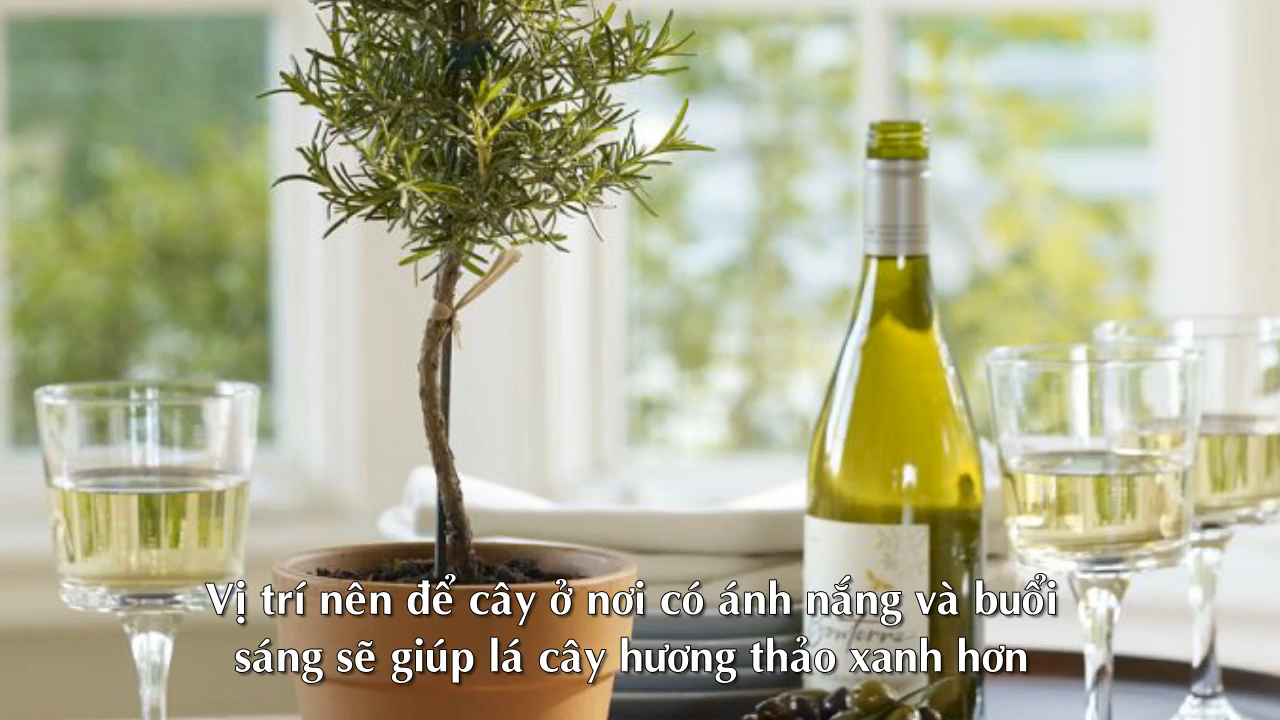 Vị trí nên để cây ở nơi có ánh nắng và buổi
sáng sẽ giúp lá cây hương thảo xanh hơn